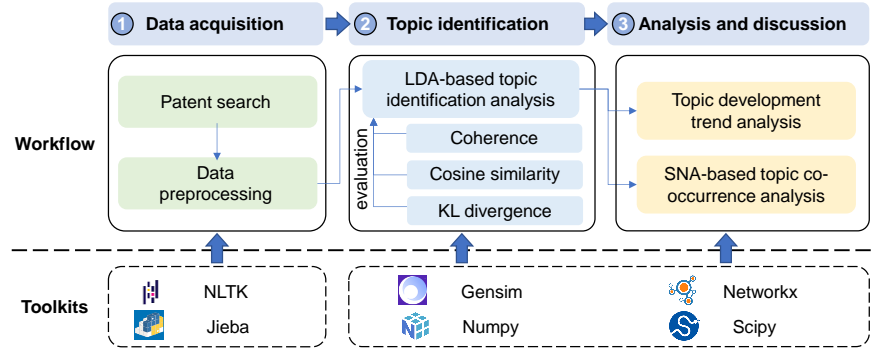 1 Data acquisition
2 Topic identification
3 Analysis and discussion
Workflow
Patent search
Data
preprocessing
LDA-based topic
identification analysis
evaluation
Coherence
Cosine similarity
KL divergence
Topic development
trend analysis
SNA-based topic co-
occurrence analysis
Toolkits
NLTK
Jieba
Gensim
Numpy
Networkx
Scipy